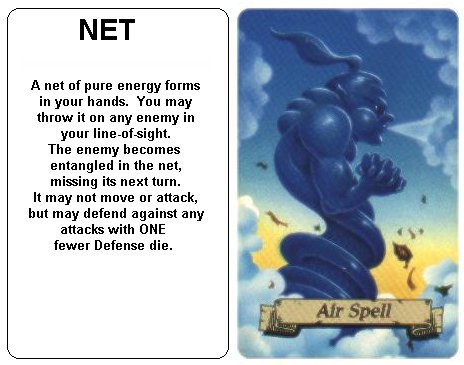 NET
A net of pure energy forms
in your hands. You may
throw it on any enemy in
your line-of-sight.
The enemy becomes
entangled in the net,
missing its next turn.
It may not move or attack,
but may defend against any
attacks with ONE
fewer Defense die.
Air Spell